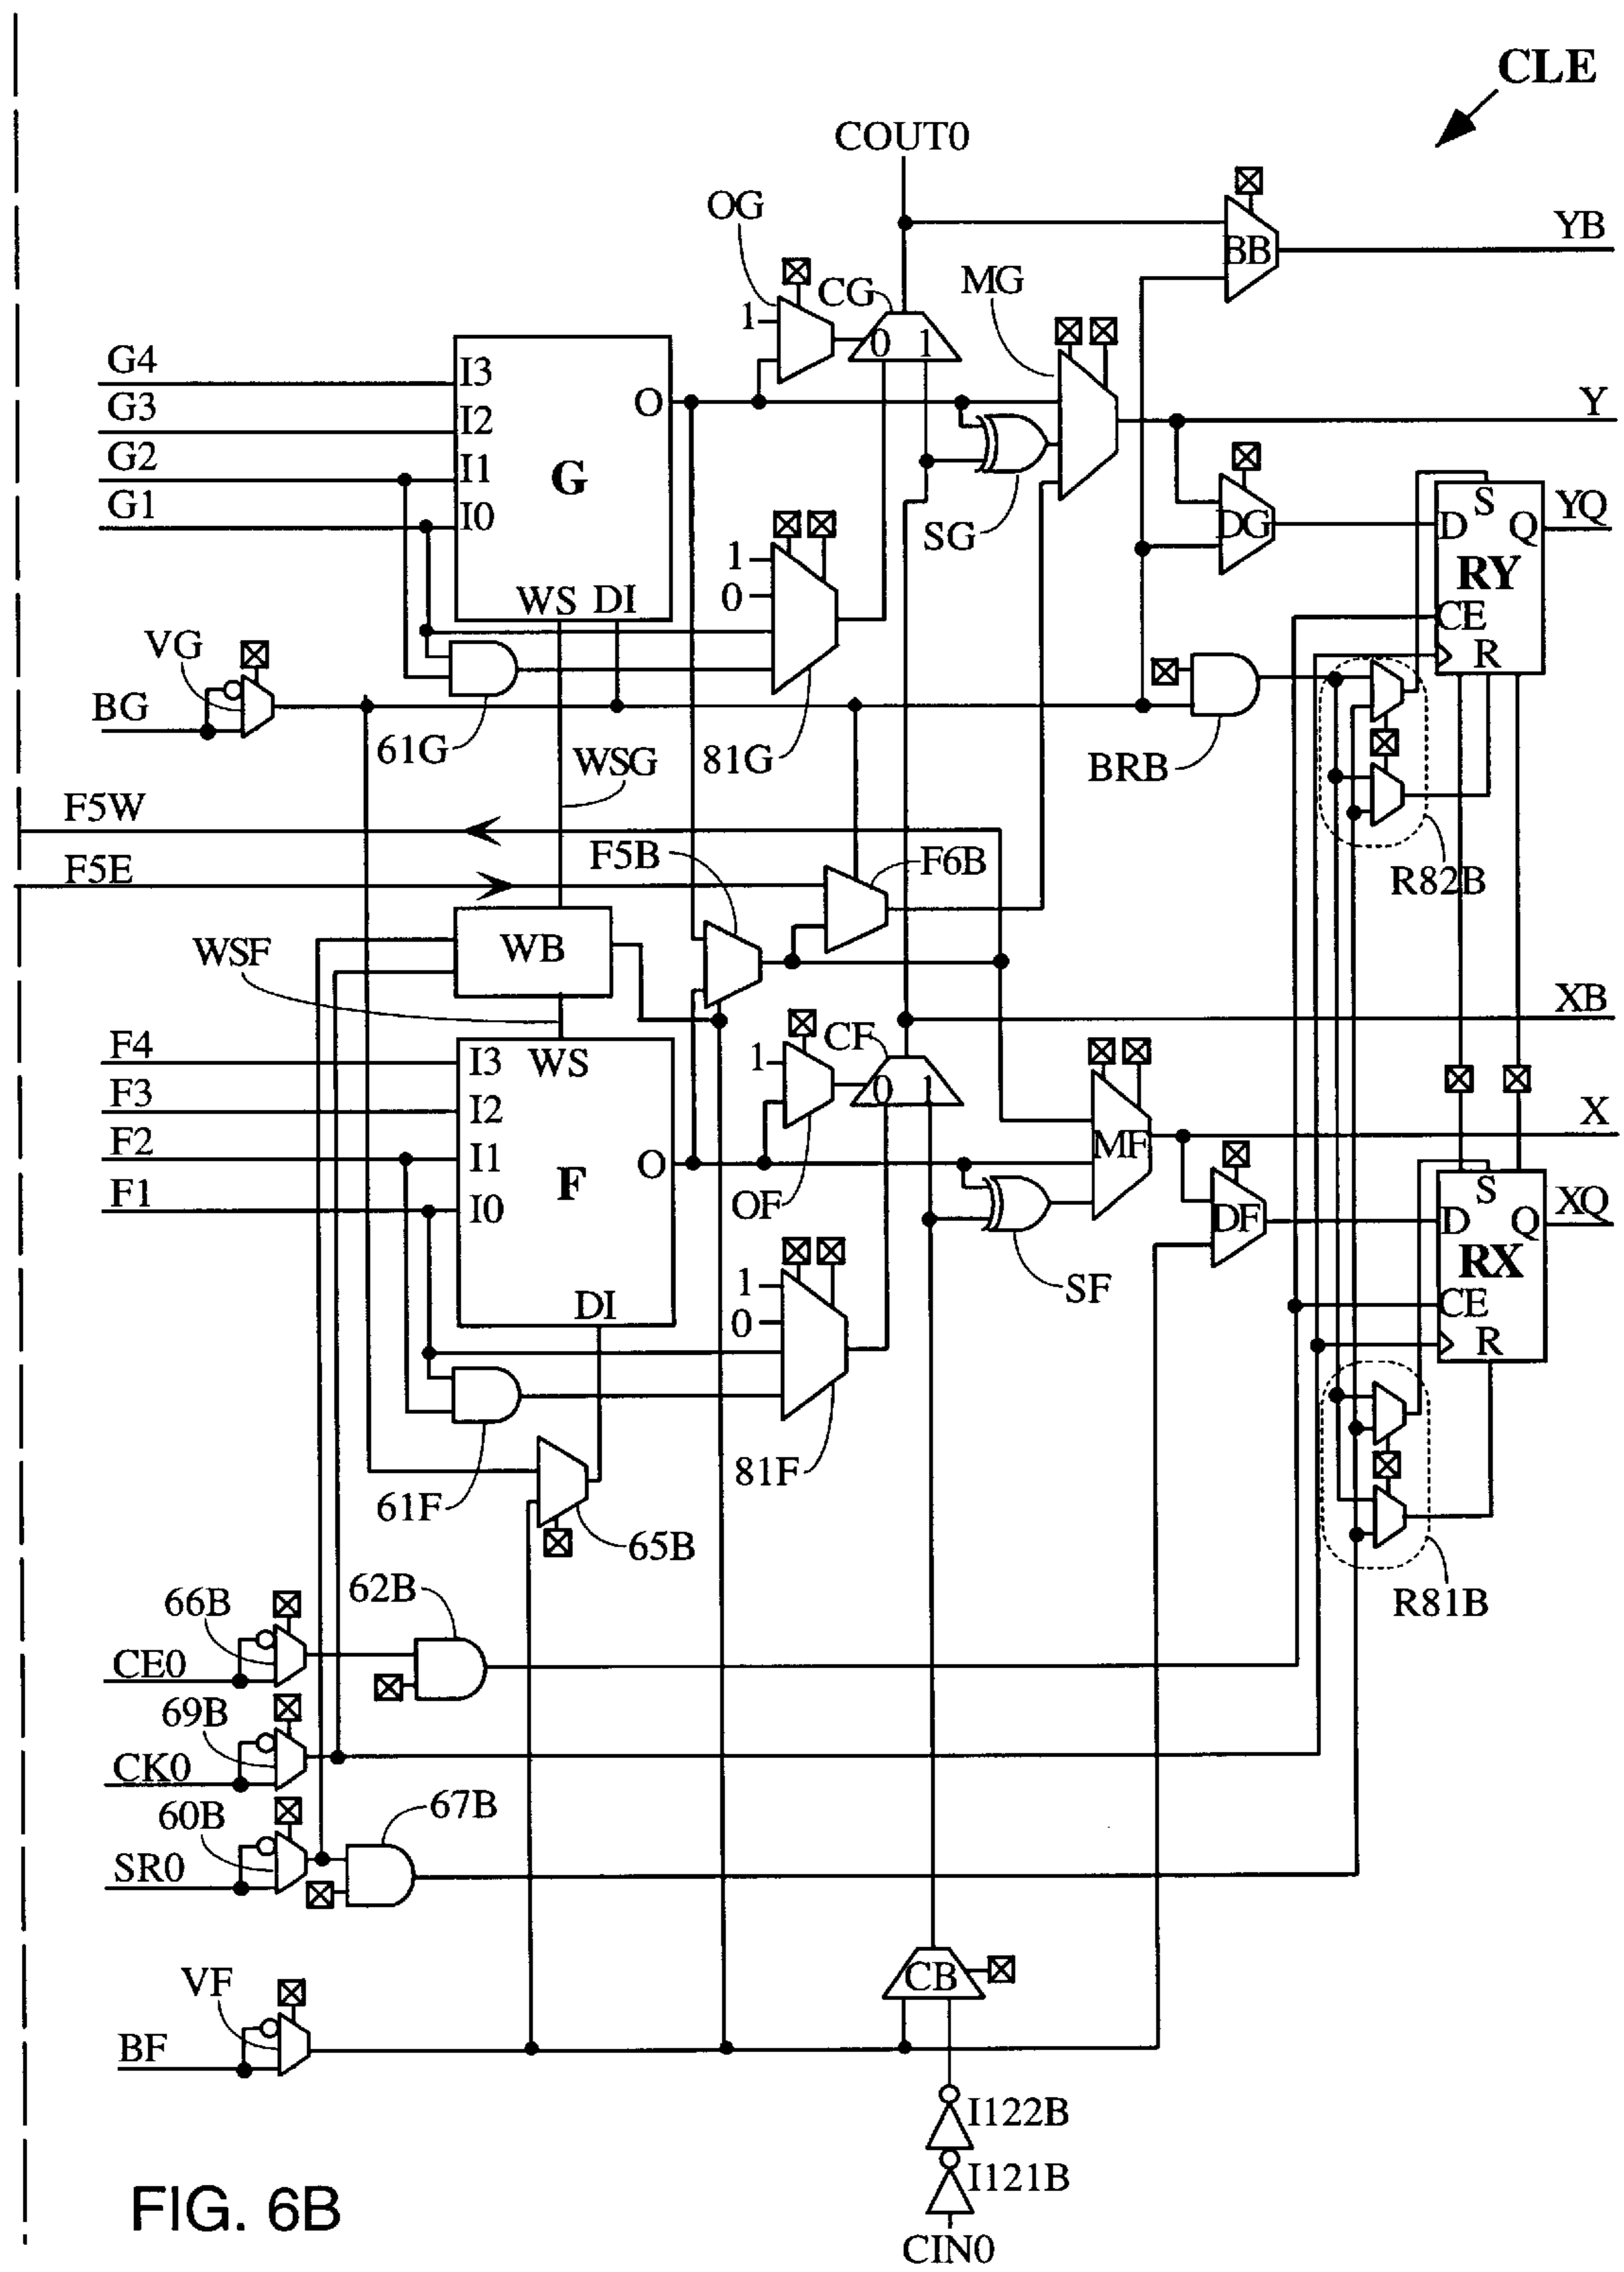 CLE
COUT0
OG
YB
BB
CG
MG
1
0 1
G4
I3
G3
O
Y
I2
G2
I1
G
G1
I0
SG
DG
S
YQ
D
Q
RY
1
0
WS DI
CE
VG
R
BG
61G
WSG
81G
BRB
F5W
F5B
F6B
F5E
R82B
WSF
WB
XB
CF
F4
I3
WS
1
0 1
F3
I2
X
F2
I1
MF
F
O
F1
I0
OF
S
XQ
DF
D
Q
RX
SF
1
DI
0
CE
R
81F
61F
65B
62B
66B
R81B
CE0
69B
CK0
67B
60B
SR0
VF
CB
BF
I122B
I121B
FIG. 6B
CIN0